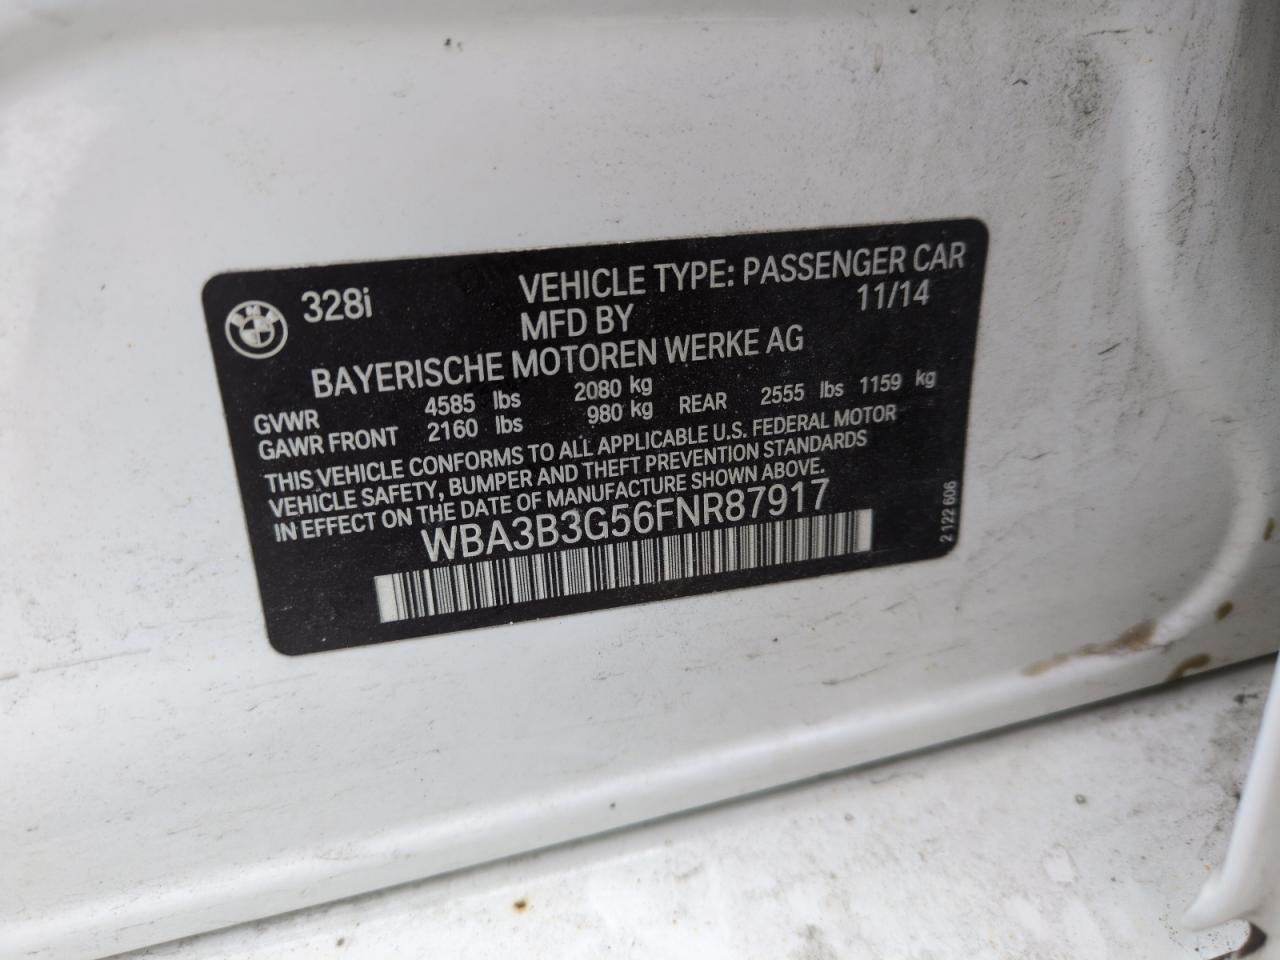 BMW
328i
VEHICLE TYPE: PASSENGER CAR
MFD BY 11/14
BAYERISCHE MOTOREN WERKE AG
GVWR 4585 lbs 2080 kg
GAWR FRONT 2160 lbs 980 kg REAR 2555 lbs 1159 kg
THIS VEHICLE CONFORMS TO ALL APPLICABLE U.S. FEDERAL MOTOR
VEHICLE SAFETY, BUMPER AND THEFT PREVENTION STANDARDS
IN EFFECT ON THE DATE OF MANUFACTURE SHOWN ABOVE.
WBA3B3G56FNR87917
2 122 606